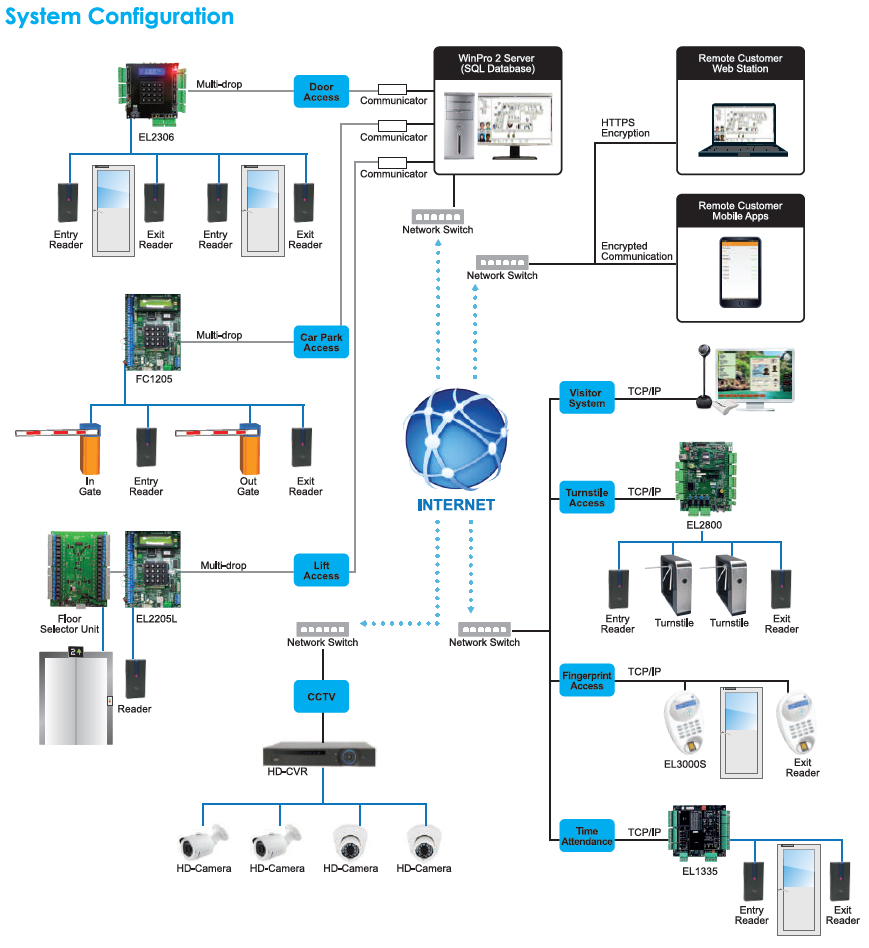 System Configuration
WinPro 2 Server
(SQL Database)
Remote Customer
Web Station
Multi-drop
Door
Access
Communicator
EL2306
Communicator
HTTPS
Encryption
Communicator
Entry
Reader
Exit
Reader
Entry
Reader
Exit
Reader
Network Switch
Remote Customer
Mobile Apps
Encrypted
Communication
Network Switch
Multi-drop
Car Park
Access
FC1205
Visitor
System
TCP/IP
In
Gate
Entry
Reader
Out
Gate
Exit
Reader
INTERNET
Turnstile
Access
TCP/IP
EL2800
Multi-drop
Lift
Access
Floor
Selector Unit
EL2205L
Entry
Reader
Turnstile
Turnstile
Exit
Reader
Network Switch
Network Switch
24
Reader
CCTV
Fingerprint
Access
TCP/IP
EL3000S
Exit
Reader
HD-CVR
Time
Attendance
TCP/IP
HD-Camera
HD-Camera
HD-Camera
HD-Camera
EL1335
Entry
Reader
Exit
Reader